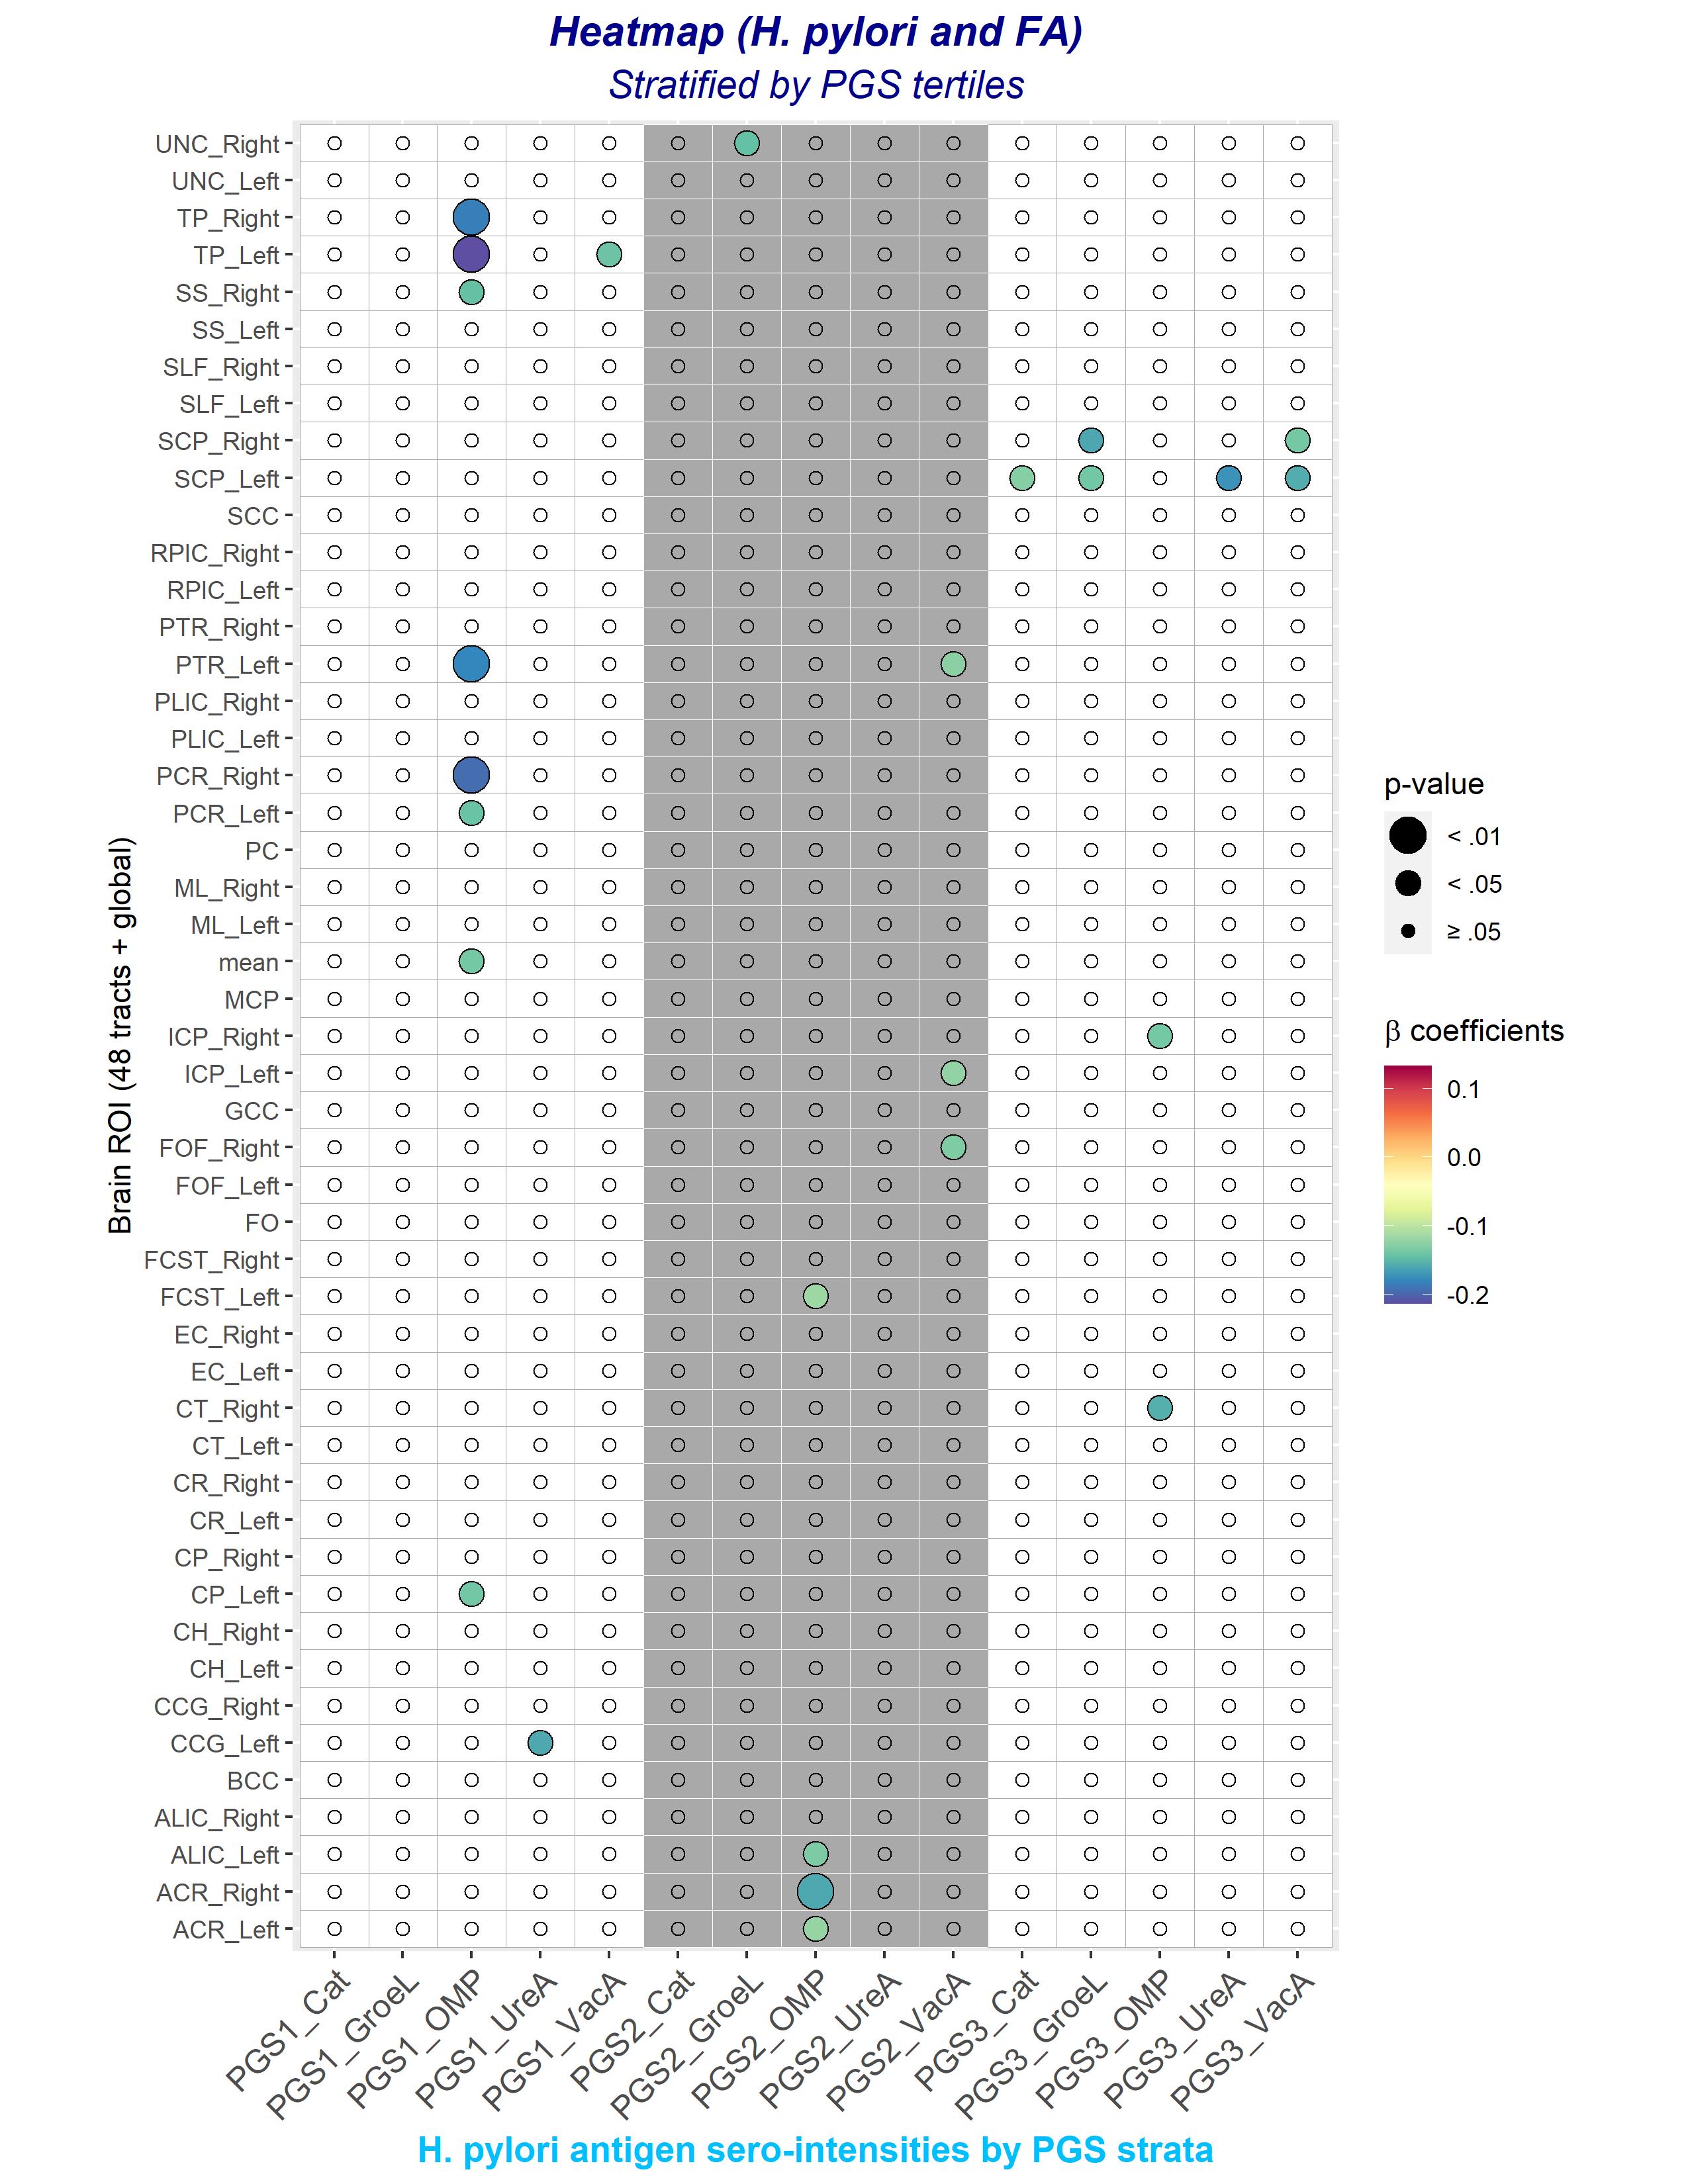 Heatmap (H. pylori and FA)
Stratified by PGS tertiles
Brain ROI (48 tracts + global)
UNC_Right
UNC_Left
TP_Right
TP_Left
SS_Right
SS_Left
SLF_Right
SLF_Left
SCP_Right
SCP_Left
SCC
RPIC_Right
RPIC_Left
PTR_Right
PTR_Left
PLIC_Right
PLIC_Left
PCR_Right
PCR_Left
PC
ML_Right
ML_Left
mean
MCP
ICP_Right
ICP_Left
GCC
FOF_Right
FOF_Left
FO
FCST_Right
FCST_Left
EC_Right
EC_Left
CT_Right
CT_Left
CR_Right
CR_Left
CP_Right
CP_Left
CH_Right
CH_Left
CCG_Right
CCG_Left
BCC
ALIC_Right
ALIC_Left
ACR_Right
ACR_Left
PGS1_Cat
PGS1_GroeL
PGS1_OMP
PGS1_UreA
PGS1_VacA
PGS2_Cat
PGS2_GroeL
PGS2_OMP
PGS2_UreA
PGS2_VacA
PGS3_Cat
PGS3_GroeL
PGS3_OMP
PGS3_UreA
PGS3_VacA
H. pylori antigen sero-intensities by PGS strata
p-value
< .01
< .05
≥ .05
β coefficients
0.1
0.0
-0.1
-0.2